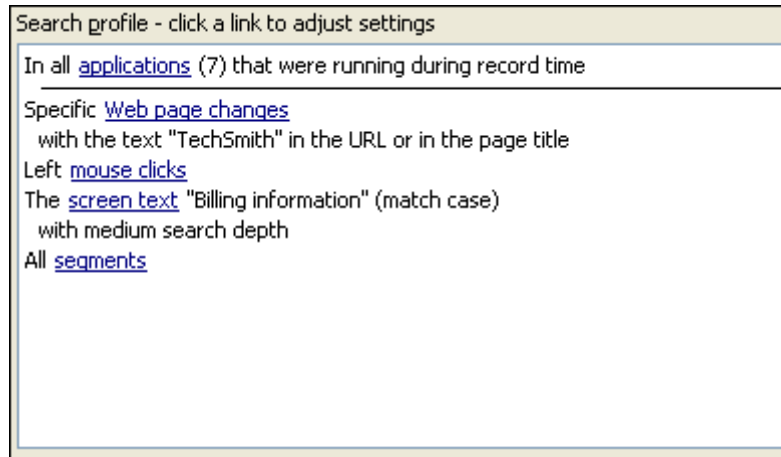 Search profile - click a link to adjust settings
In all applications (7) that were running during record time
Specific Web page changes
with the text "TechSmith" in the URL or in the page title
Left mouse clicks
The screen text "Billing information" (match case)
with medium search depth
All segments